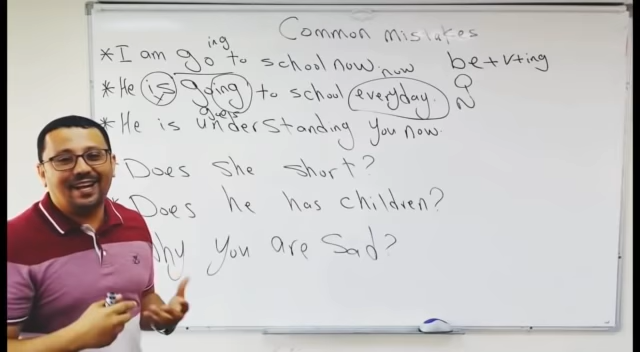 Common mistakes
* I am go ing to school now. now be+v+ing
* He is going goes to school everyday.
* He is understanding you now.
Does she short?
* Does he has children?
why you are sad?